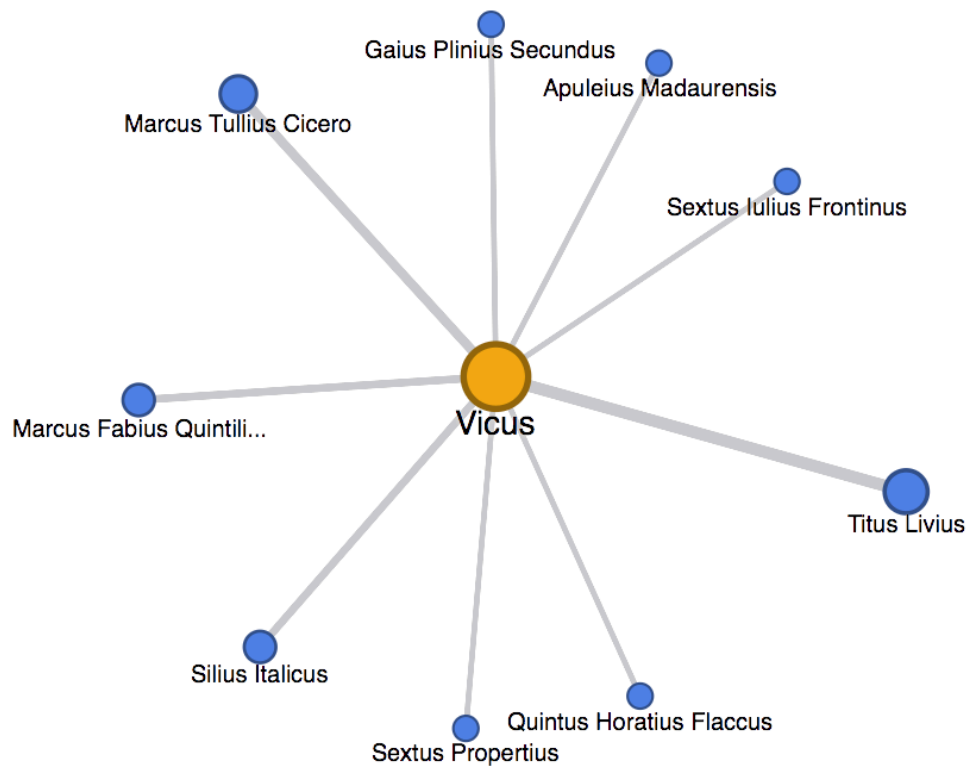 Gaius Plinius Secundus
Apuleius Madaurensis
Marcus Tullius Cicero
Sextus Iulius Frontinus
Vicus
Marcus Fabius Quintili...
Titus Livius
Silius Italicus
Quintus Horatius Flaccus
Sextus Propertius